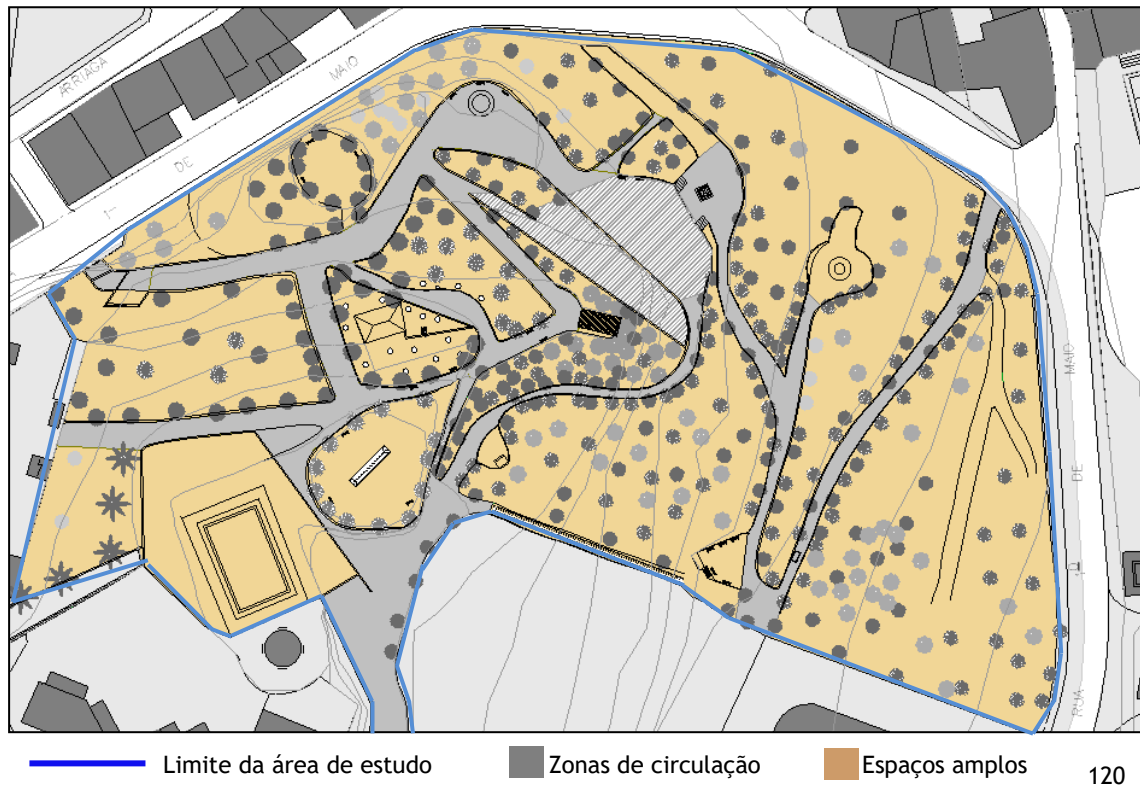 ARRIAGA
MAIO
DE
1
MAIO
DE
RUA
Limite da área de estudo
Zonas de circulação
Espaços amplos
120